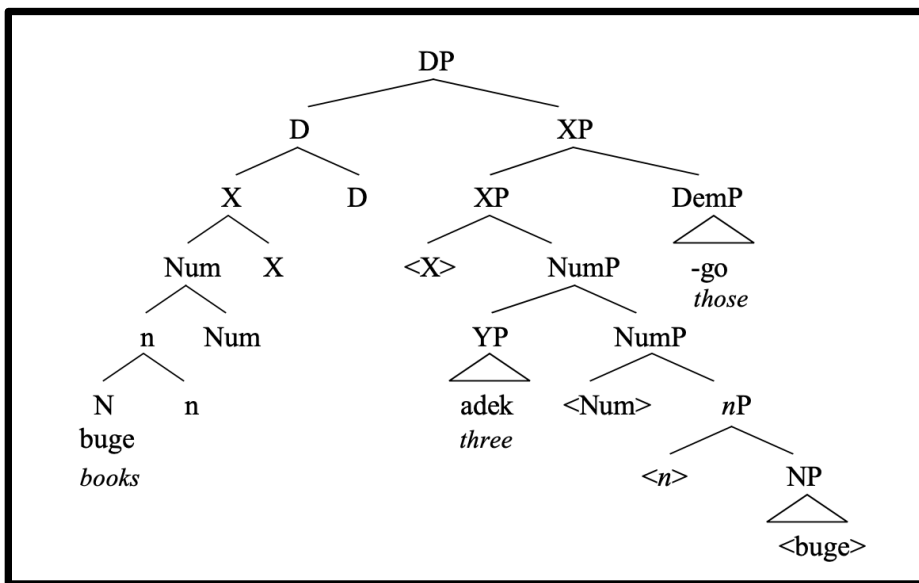 DP
D XP
X D XP DemP
Num X <X> NumP -go
those
n Num YP NumP
N n adek <Num> nP
buge three
books <n> NP
<buge>